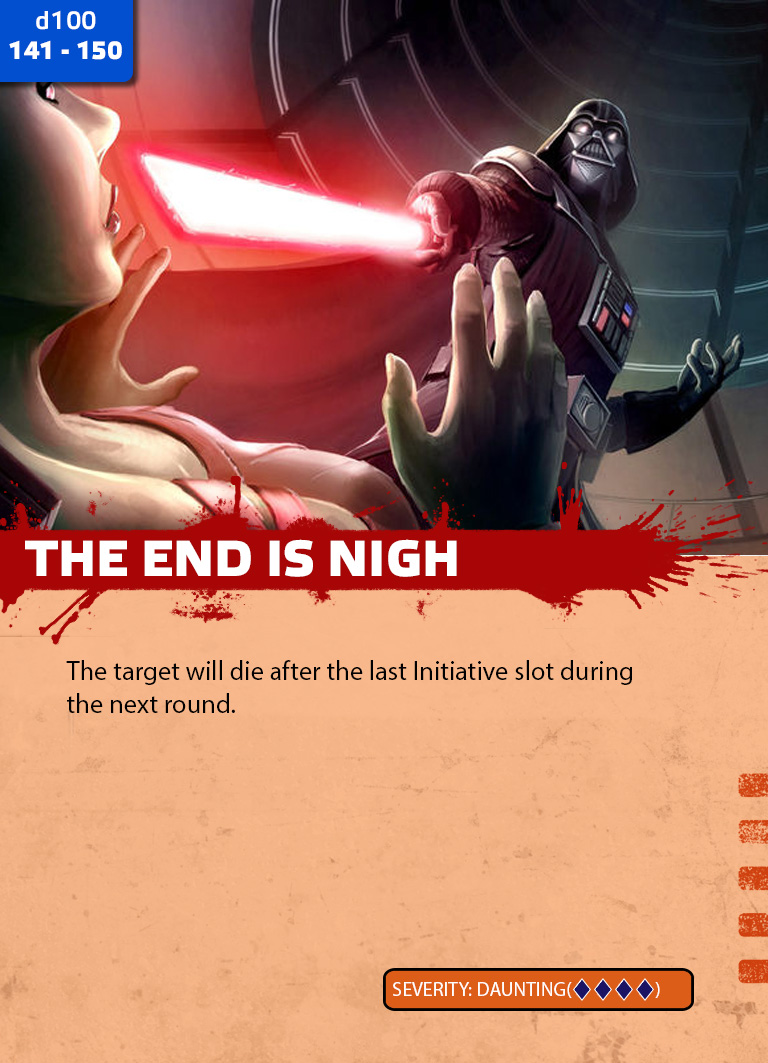 d100
141 - 150
THE END IS NIGH
The target will die after the last Initiative slot during
the next round.
SEVERITY: DAUNTING(◆◆◆◆)